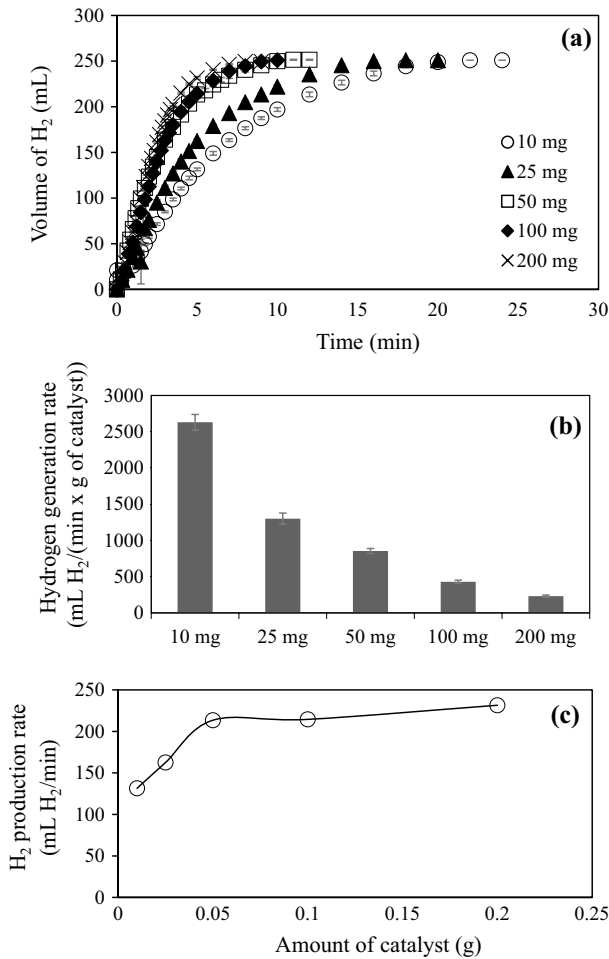 300
(a)
250
200
150
100
50
0
Volume of H₂ (mL)
10 mg
25 mg
50 mg
100 mg
200 mg
0 5 10 15 20 25 30
Time (min)
3000
(b)
2500
2000
1500
1000
500
0
Hydrogen generation rate
(mL H₂/(min x g of catalyst))
10 mg 25 mg 50 mg 100 mg 200 mg
250
(c)
200
150
100
50
0
H₂ production rate
(mL H₂/min)
0 0.05 0.1 0.15 0.2 0.25
Amount of catalyst (g)